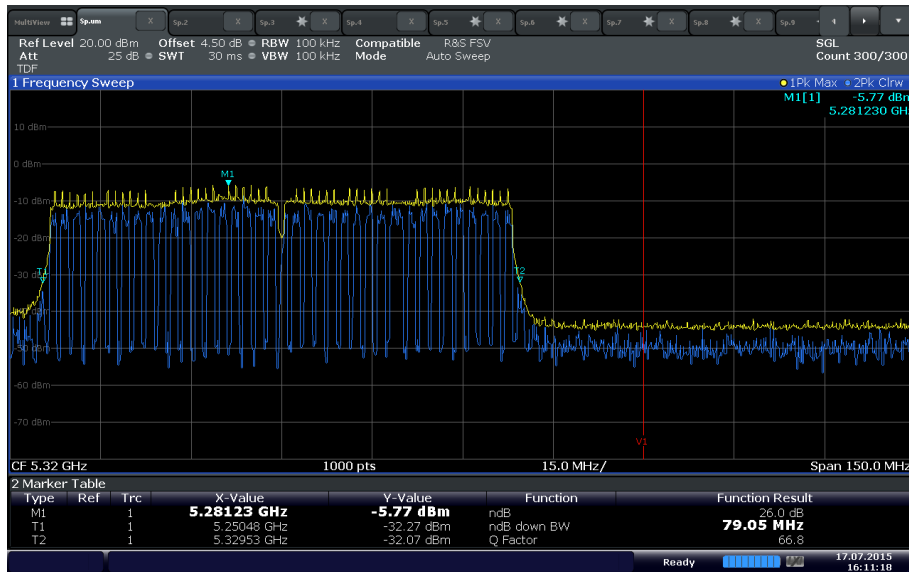 MultiView Sp.um X Sp.2 X Sp.3 X Sp.4 X Sp.5 X Sp.6 X Sp.7 X Sp.8 X Sp.9
Ref Level 20.00 dBm Offset 4.50 dB RBW 100 kHz Compatible R&S FSV SGL
Att 25 dB SWT 30 ms VBW 100 kHz Mode Auto Sweep Count 300/300
TDF
1 Frequency Sweep 1Pk Max 2Pk Clrw
M1[1] -5.77 dBm
5.281230 GHz
10 dBm
0 dBm
M1
-10 dBm
-20 dBm
T2
-30 dBm
-60 dBm
-70 dBm
V1
CF 5.32 GHz 1000 pts 15.0 MHz/ Span 150.0 MHz
2 Marker Table
Type Ref Trc X-Value Y-Value Function Function Result
M1 1 5.28123 GHz -5.77 dBm ndB 26.0 dB
T1 1 5.25048 GHz -32.27 dBm ndB down BW 79.05 MHz
T2 1 5.32953 GHz -32.07 dBm Q Factor 66.8
Ready 17.07.2015
16:11:18